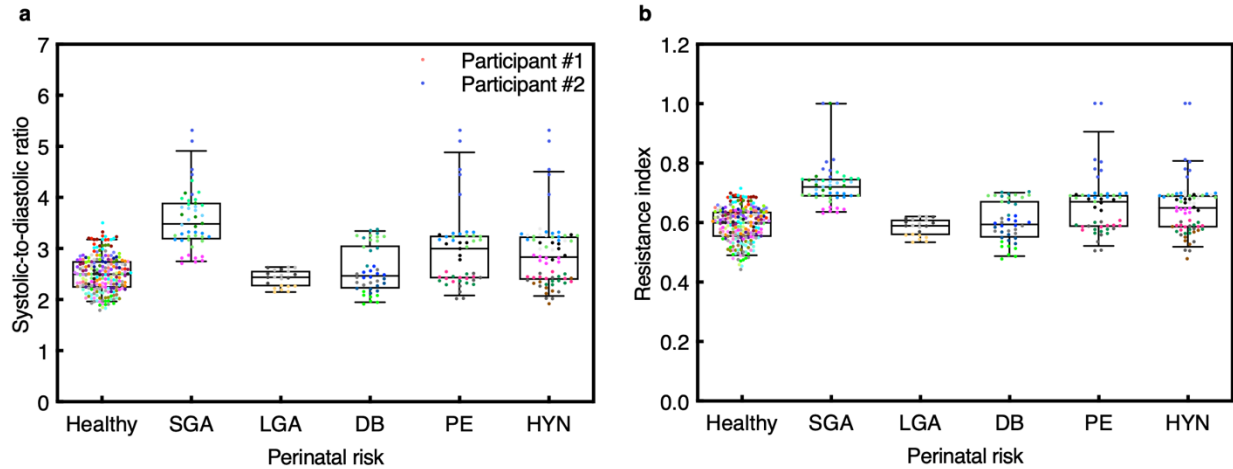 a
Systolic-to-diastolic ratio
7
6
5
4
3
2
1
0
Participant #1
Participant #2
Healthy SGA LGA DB PE HYN
Perinatal risk
b
Resistance index
1.2
1.0
0.8
0.6
0.4
0.2
0.0
Healthy SGA LGA DB PE HYN
Perinatal risk